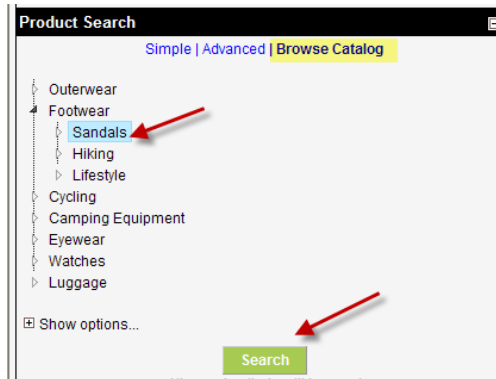 Product Search
Simple | Advanced | Browse Catalog
Outerwear
Footwear
Sandals
Hiking
Lifestyle
Cycling
Camping Equipment
Eyewear
Watches
Luggage
Show options...
Search